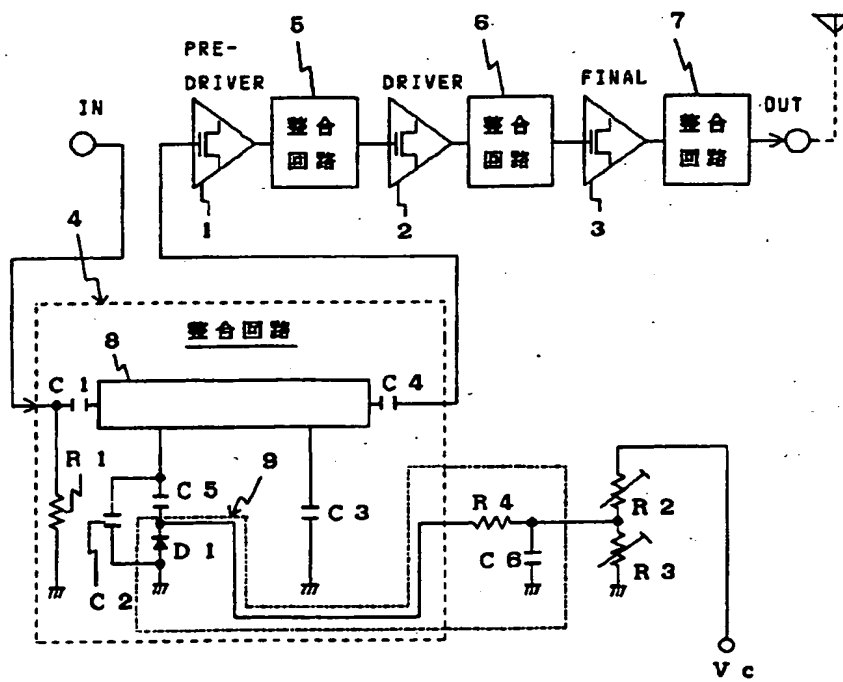 5
6
7
PRE-
DRIVER
DRIVER
FINAL
IN
OUT
整合
回路
整合
回路
整合
回路
1
2
3
4
整合回路
8
C 1
C 4
R 1
C 5
9
C 3
R 4
R 2
D 1
C 6
R 3
C 2
V c